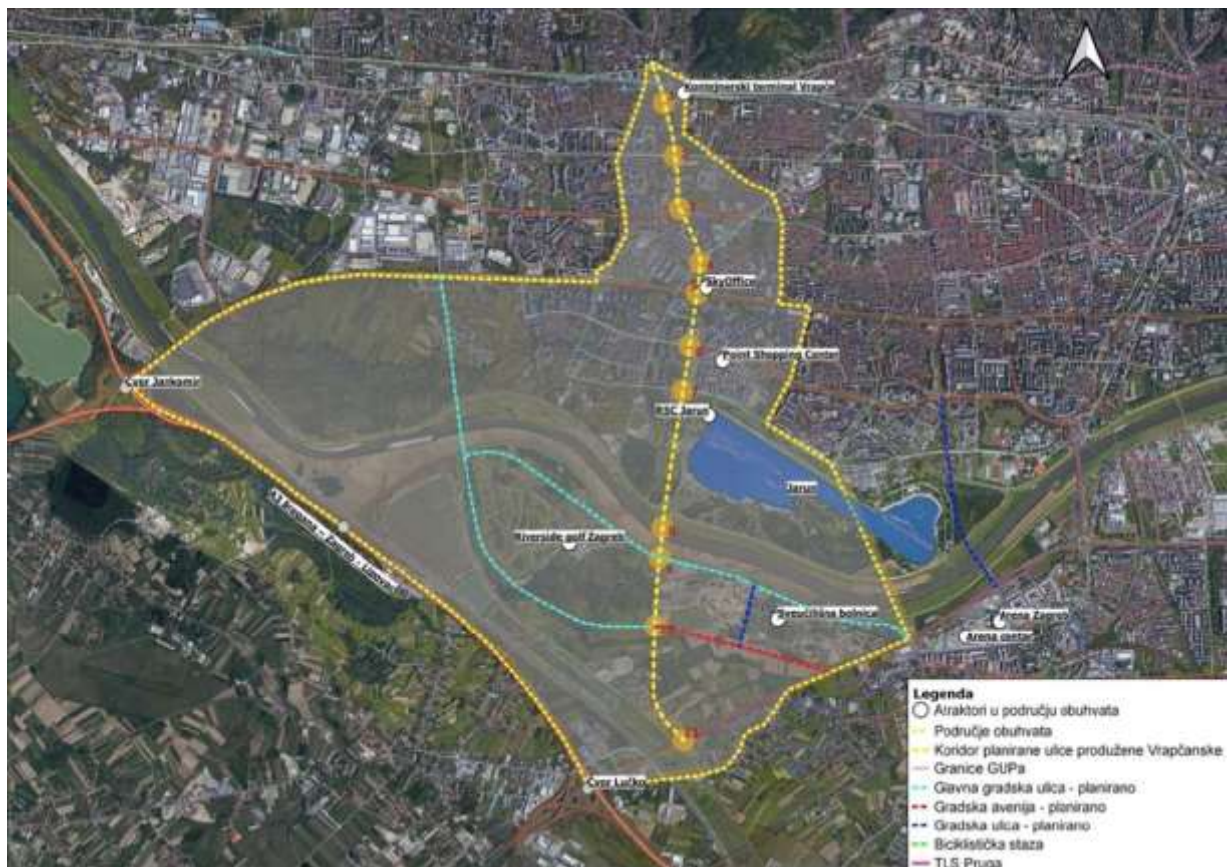 Kontejnerski terminal Vrapče
SkyOffice
Point Shopping Center
Čvor Jankomir
RSC Jarun
Jarun
Riverside golf Zagreb
Sveučilišna bolnica
Arena Zagreb
Arena centar
Čvor Lučko
Legenda
Atraktori u području obuhvata
Područje obuhvata
Koridor planirane ulice produžene Vrapčanske
Granice GUPa
Glavna gradska ulica - planirano
Gradska avenija - planirano
Gradska ulca - planirano
Biciklistička staza
TLS Pruga